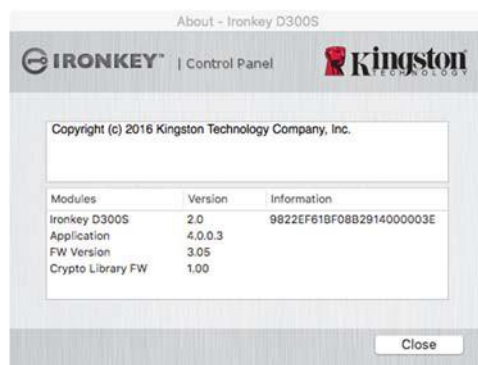 About - Ironkey D300S
IRONKEY™ | Control Panel
Kingston
TECHNOLOGY
Copyright (c) 2016 Kingston Technology Company, Inc.
Modules Version Information
Ironkey D300S 2.0 9822EF61BF08B2914000003E
Application 4.0.0.3
FW Version 3.05
Crypto Library FW 1.00
Close